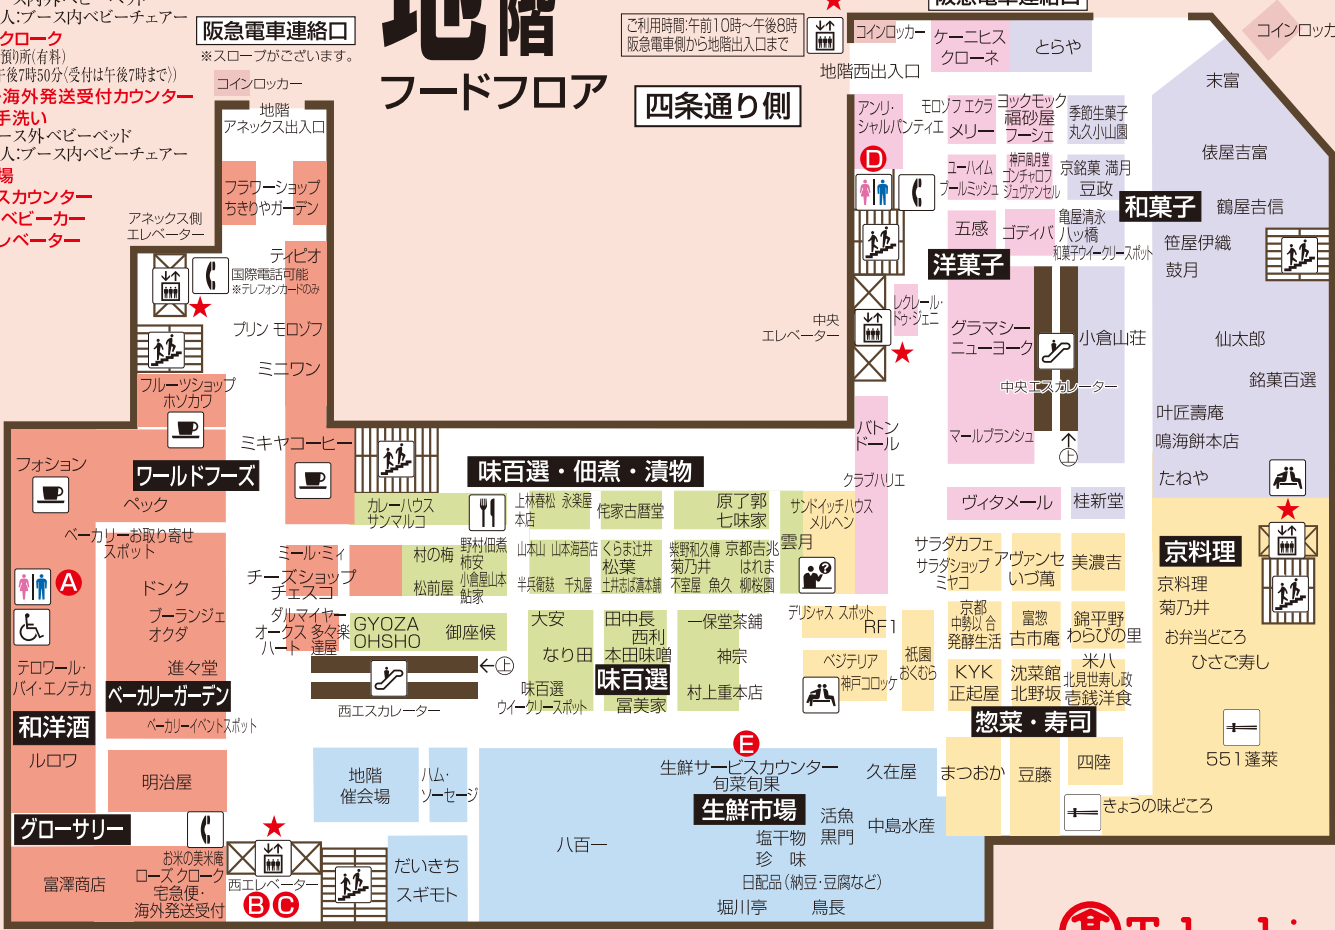 人:ブース内ベビーチェアー
クローク
預り所(有料)
午後7時50分(受付は午後7時まで))
海外発送受付カウンター
手洗い
ース外ベビーベッド
人:ブース内ベビーチェアー
場
スカウンター
ベビーカー
レベーター
阪急電車連絡口
※スロープがございます。
地階
フードフロア
ご利用時間:午前10時〜午後8時
阪急電車側から地階出入口まで
四条通り側
阪急電車連絡口
コインロッカー
コインロッカー
地階
アネックス出入口
フラワーショップ
ちきりやガーデン
アネックス側
エレベーター
ティピオ
国際電話可能
※テレフォンカードのみ
プリン モロゾフ
ミニワン
フルーツショップ
ホソカワ
ミキヤコーヒー
フォション
ワールドフーズ
ペック
ベーカリーお取り寄せ
スポット
A
ドンク
ブーランジェ
オクダ
進々堂
テロワール・
バイ・エノテカ
ベーカリーガーデン
ベーカリーイベントスポット
和洋酒
ルロワ
明治屋
グローサリー
富澤商店
お米の美米庵
ローズ クローク
宅急便・
海外発送受付
西エレベーター
B C
ミール・ミィ
チーズショップ
チェスコ
ダルマイヤー
オークス 多々楽
ハート 達屋
カレーハウス
サンマルコ
村の梅
松前屋
野村佃煮
柿安
小倉屋山本
鮎家
GYOZA
OHSHO
御座候
西エスカレーター
←上
味百選・佃煮・漬物
上林春松
本店
永楽屋
侘家古暦堂
原了郭
七味家
山本山 山本海苔店
半兵衛麸 千丸屋
くらま辻井
松葉
土井志ば漬本舗
紫野和久傳
菊乃井
不室屋 魚久
京都吉兆
はれま
柳桜園
雲月
サンドイッチハウス
メルヘン
大安
なり田
味百選
ウイークリースポット
田中長
西利
本田味噌
味百選
冨美家
一保堂茶舗
神宗
村上重本店
デリシャス スポット
RF1
ベジテリア
神戸コロッケ
祇園
おくむら
地階
催会場
ハム・
ソーセージ
だいきち
スギモト
八百一
E
生鮮サービスカウンター
旬菜旬果
生鮮市場
活魚
黒門
塩干物
珍 味
日配品(納豆・豆腐など)
堀川亭
鳥長
久在屋
中島水産
コインロッカー
地階西出入口
ケーニヒス
クローネ
とらや
アンリ・
シャルパンティエ
モロゾフ エクラ
メリー
ヨックモック
福砂屋
フーシェ
季節生菓子
丸久小山園
D
ユーハイム
ブールミッシュ
神戸風月堂
ゴンチャロフ
ジュヴァンセル
京銘菓 満月
豆政
和菓子
五感
ゴディバ
亀屋清永
八ッ橋
和菓子ウイークリースポット
洋菓子
レクレール・
ドゥ・ジェニ
中央
エレベーター
グラマシー
ニューヨーク
小倉山荘
中央エスカレーター
↑
上
バトン
ドール
マールブランシュ
クラブハリエ
ヴィタメール
桂新堂
末富
俵屋吉富
鶴屋吉信
笹屋伊織
鼓月
仙太郎
銘菓百選
叶匠壽庵
鳴海餅本店
たねや
サラダカフェ
サラダショップ
ミヤコ
アヴァンセ
いづ萬
美濃吉
京都
中勢以 合
発酵生活
富惣
古市庵
錦平野
わらびの里
KYK
正起屋
沈菜館
北野坂
米八
北見世寿し政
壱銭洋食
惣菜・寿司
まつおか
豆藤
四陸
きょうの味どころ
京料理
京料理
菊乃井
お弁当どころ
ひさご寿し
551蓬莱